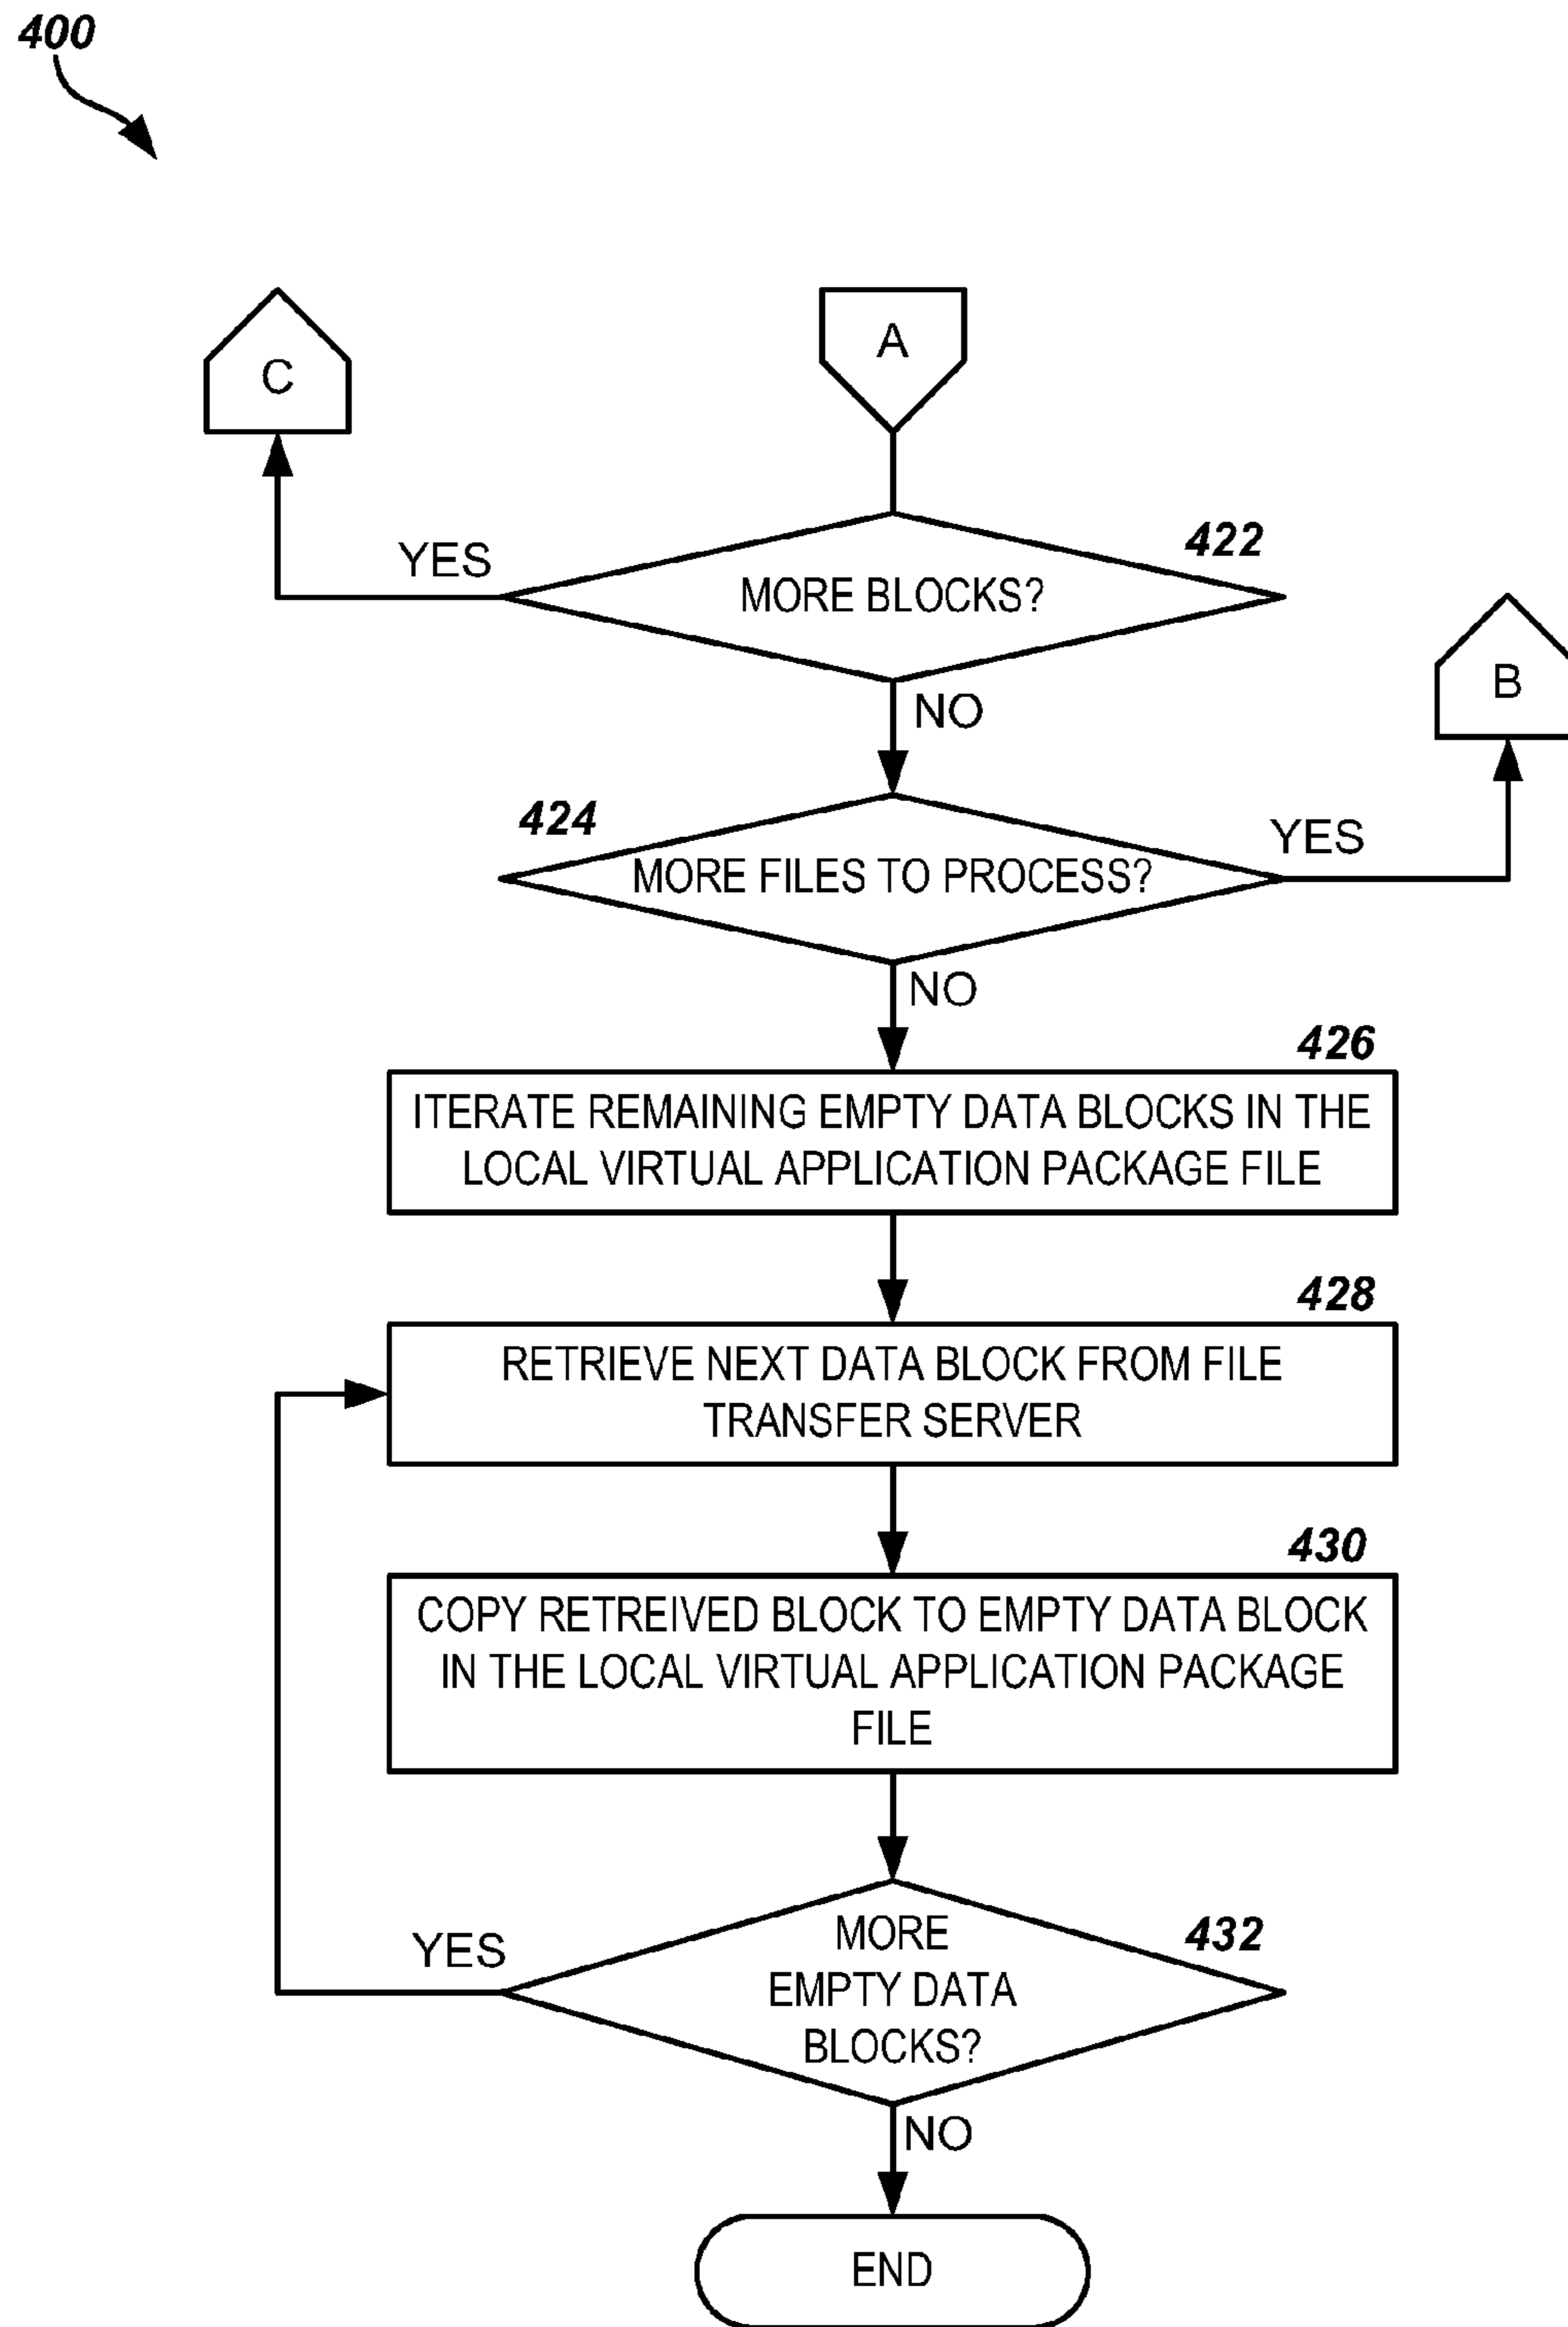 400
C
A
YES
422
MORE BLOCKS?
B
NO
424
YES
MORE FILES TO PROCESS?
NO
426
ITERATE REMAINING EMPTY DATA BLOCKS IN THE
LOCAL VIRTUAL APPLICATION PACKAGE FILE
428
RETRIEVE NEXT DATA BLOCK FROM FILE
TRANSFER SERVER
430
COPY RETREIVED BLOCK TO EMPTY DATA BLOCK
IN THE LOCAL VIRTUAL APPLICATION PACKAGE
FILE
YES
432
MORE
EMPTY DATA
BLOCKS?
NO
END